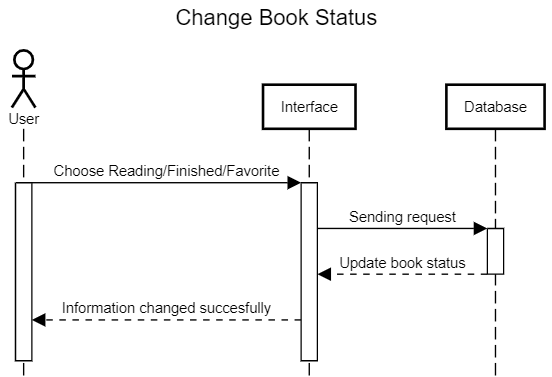 Change Book Status
User
Interface
Database
Choose Reading/Finished/Favorite
Sending request
Update book status
Information changed succesfully